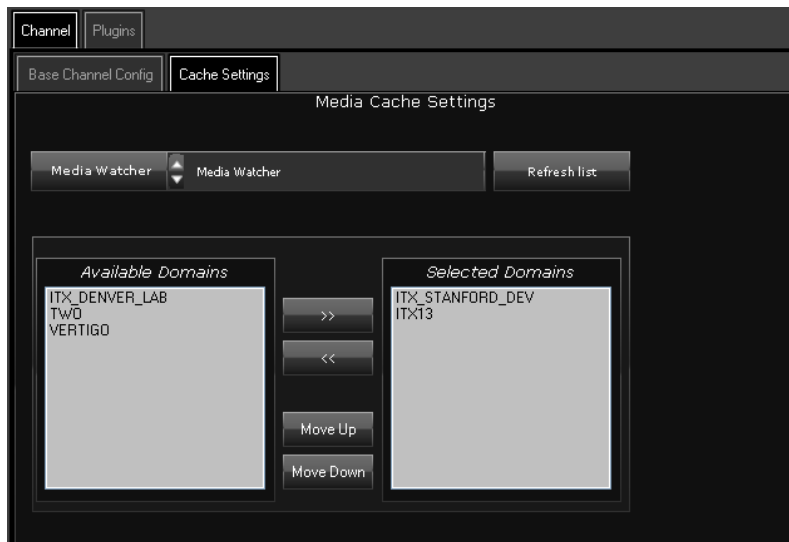 Channel Plugins
Base Channel Config Cache Settings
Media Cache Settings
Media Watcher Media Watcher Refresh list
Available Domains Selected Domains
ITX_DENVER_LAB
TWO
VERTIGO
ITX_STANFORD_DEV
ITX13
>>
<<
Move Up
Move Down